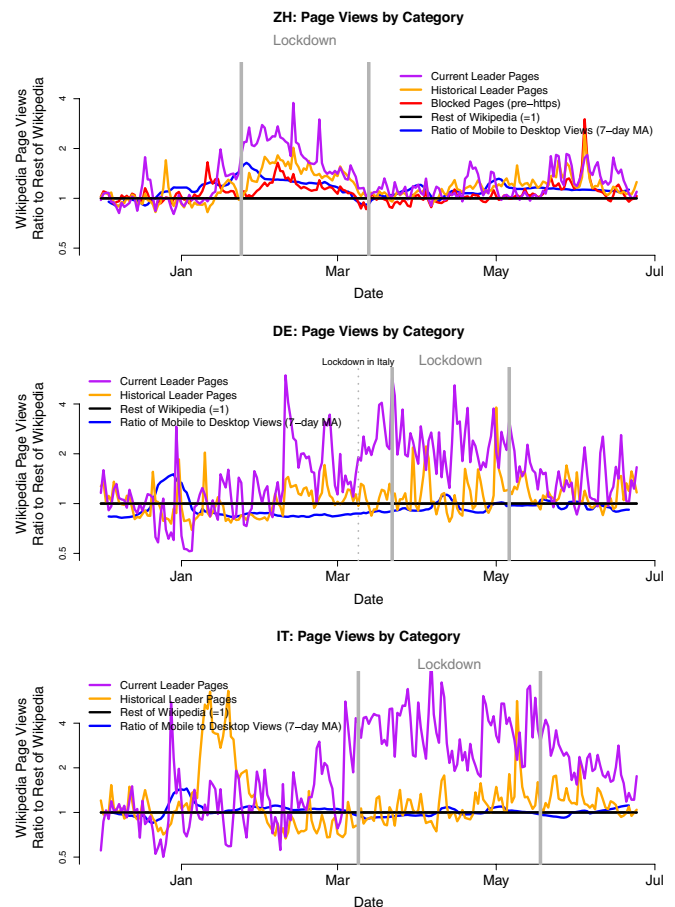 ZH: Page Views by Category
Lockdown
Current Leader Pages
Historical Leader Pages
Blocked Pages (pre−https)
Rest of Wikipedia (=1)
Ratio of Mobile to Desktop Views (7−day MA)
Wikipedia Page Views
Ratio to Rest of Wikipedia
4
2
1
0.5
Jan
Mar
May
Jul
Date
DE: Page Views by Category
Lockdown in Italy
Lockdown
Current Leader Pages
Historical Leader Pages
Rest of Wikipedia (=1)
Ratio of Mobile to Desktop Views (7−day MA)
Wikipedia Page Views
Ratio to Rest of Wikipedia
4
2
1
0.5
Jan
Mar
May
Jul
Date
IT: Page Views by Category
Lockdown
Current Leader Pages
Historical Leader Pages
Rest of Wikipedia (=1)
Ratio of Mobile to Desktop Views (7−day MA)
Wikipedia Page Views
Ratio to Rest of Wikipedia
4
2
1
0.5
Jan
Mar
May
Jul
Date